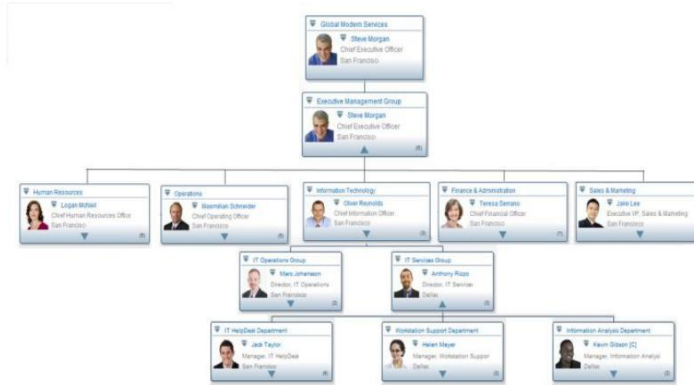 Global Modern Services
Steve Morgan
Chief Executive Officer
San Francisco
Executive Management Group
Steve Morgan
Chief Executive Officer
San Francisco
Human Resources
Logan McNeil
Chief Human Resources Office
San Francisco
Operations
Maximilian Schneider
Chief Operating Officer
San Francisco
Information Technology
Oliver Reynolds
Chief Information Officer
San Francisco
Finance & Administration
Teresa Serrano
Chief Financial Officer
San Francisco
Sales & Marketing
Jake Lee
Executive VP, Sales & Marketing
San Francisco
IT Operations Group
Marc Johansson
Director, IT Operations
San Francisco
IT Services Group
Anthony Rizzo
Director, IT Services
Dallas
IT HelpDesk Department
Jack Taylor
Manager, IT HelpDesk
San Francisco
Workstation Support Department
Helen Meyer
Manager, Workstation Suppor
Dallas
Information Analysis Department
Kevin Gibson [C]
Manager, Information Analyst
Dallas